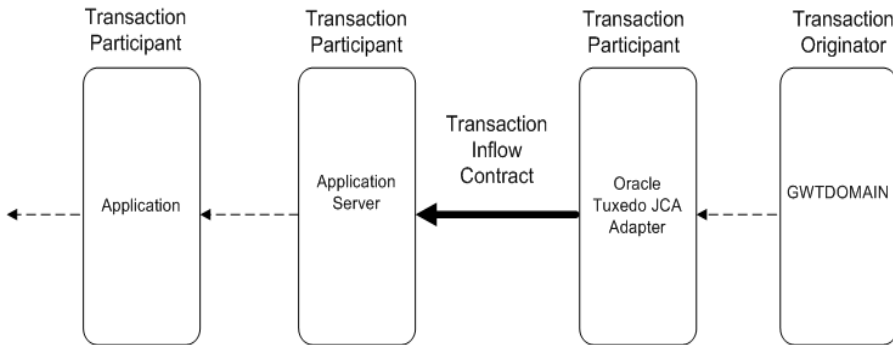 Transaction
Participant
Transaction
Participant
Transaction
Participant
Transaction
Originator
Transaction
Inflow
Contract
Application
Application
Server
Oracle
Tuxedo JCA
Adapter
GWTDOMAIN